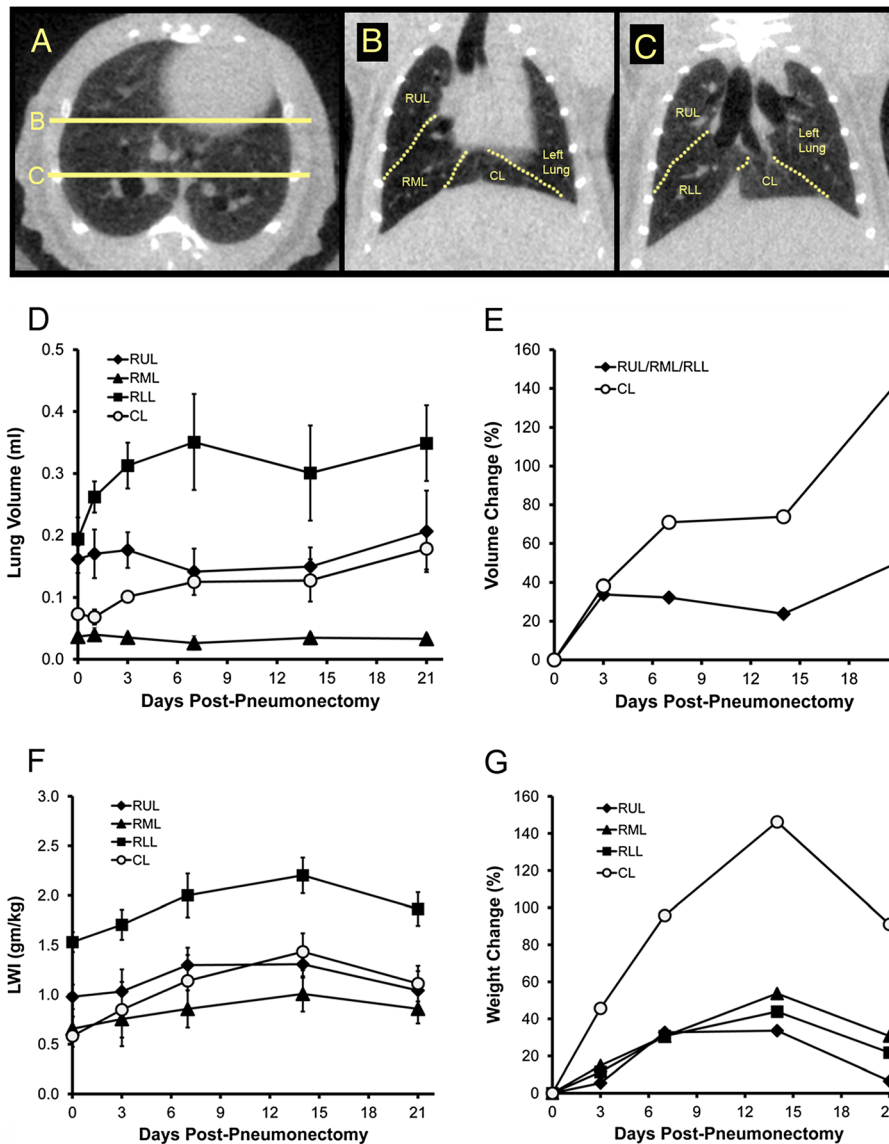 A
B
C
B
C
RUL
RML
CL
Left
Lung
RUL
RLL
CL
Left
Lung
D
RUL
RML
RLL
CL
Lung Volume (ml)
0.5
0.4
0.3
0.2
0.1
0.0
0 3 6 9 12 15 18 21
Days Post-Pneumonectomy
E
RUL/RML/RLL
CL
Volume Change (%)
160
140
120
100
80
60
40
20
0
0 3 6 9 12 15 18
Days Post-Pneumonectomy
F
RUL
RML
RLL
CL
LWI (gm/kg)
3.0
2.5
2.0
1.5
1.0
0.5
0.0
0 3 6 9 12 15 18 21
Days Post-Pneumonectomy
G
RUL
RML
RLL
CL
Weight Change (%)
160
140
120
100
80
60
40
20
0
0 3 6 9 12 15 18
Days Post-Pneumonectomy